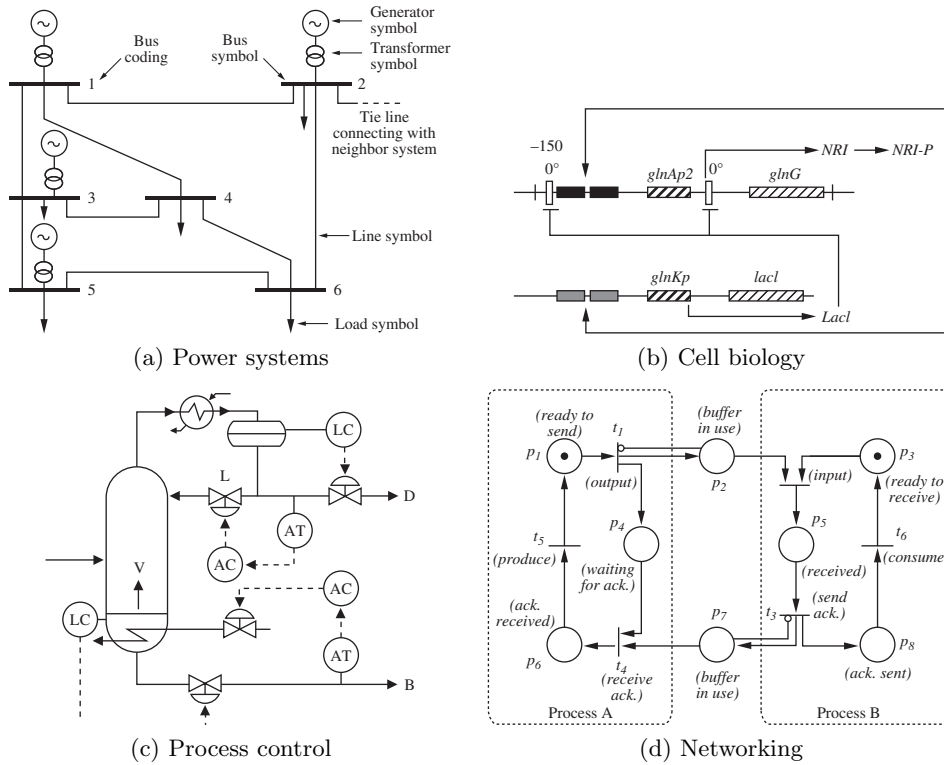 Generator
symbol
Transformer
symbol
Bus
coding
Bus
symbol
1
2
Tie line
connecting with
neighbor system
3
4
Line symbol
5
6
Load symbol
(a) Power systems
–150
0°
glnAp2
0°
glnG
NRI
NRI-P
glnKp
lacl
Lacl
(b) Cell biology
LC
L
D
AT
AC
V
AC
LC
AT
B
(c) Process control
(ready to
send)
t1
(buffer
in use)
p1
(output)
p2
(input)
p3
(ready to
receive)
p4
p5
t5
(produce)
(waiting
for ack.)
(received)
t6
(consume
(ack.
received)
p7
t3
(send
ack.)
p6
t4
(receive
ack.)
(buffer
in use)
p8
(ack. sent)
Process A
Process B
(d) Networking